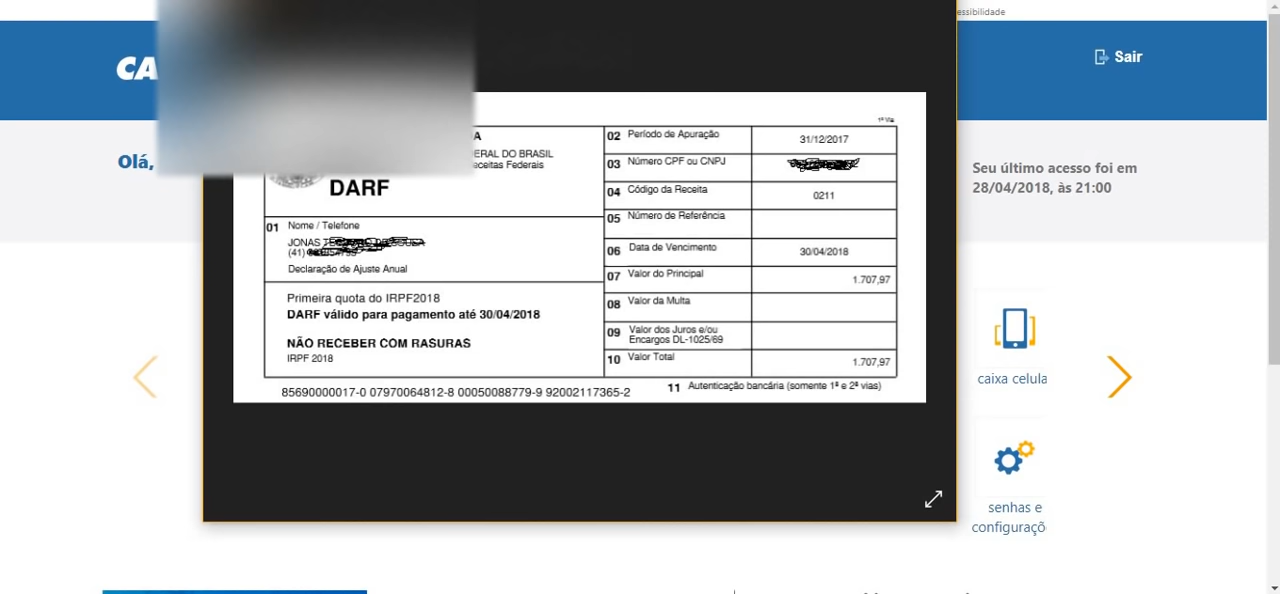 essibilidade
CA
Sair
Olá,
Seu último acesso foi em
28/04/2018, às 21:00
1ª Via
DA
ERAL DO BRASIL
eceitas Federais
DARF
01 Nome / Telefone
JONAS
(41)
Declaração de Ajuste Anual
Primeira quota do IRPF2018
DARF válido para pagamento até 30/04/2018
NÃO RECEBER COM RASURAS
IRPF 2018
02 Período de Apuração 31/12/2017
03 Número CPF ou CNPJ
04 Código da Receita 0211
05 Número de Referência
06 Data de Vencimento 30/04/2018
07 Valor do Principal 1.707,97
08 Valor da Multa
09 Valor dos Juros e/ou
Encargos DL-1025/69
10 Valor Total 1.707,97
11 Autenticação bancária (somente 1ª e 2ª vias)
85690000017-0 07970064812-8 00050088779-9 92002117365-2
caixa celula
senhas e
configuraçõ